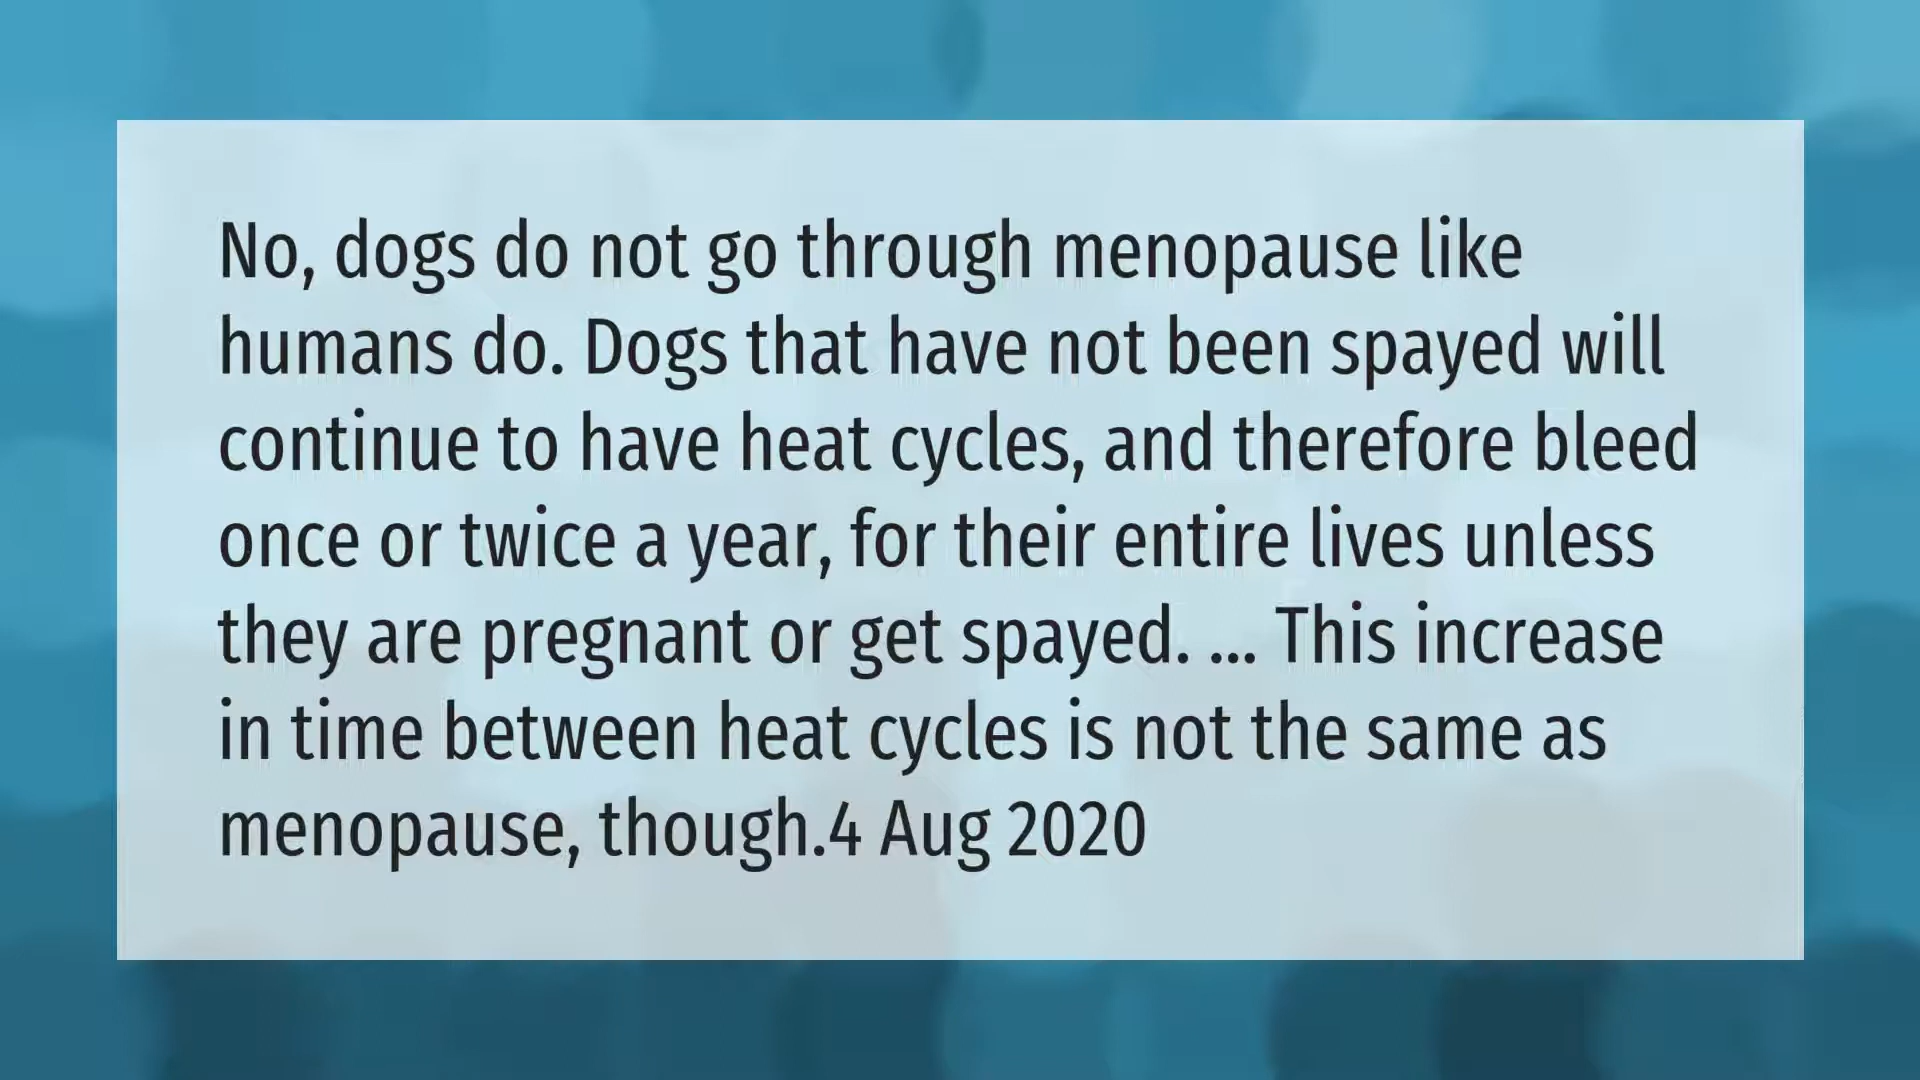 No, dogs do not go through menopause like
humans do. Dogs that have not been spayed will
continue to have heat cycles, and therefore bleed
once or twice a year, for their entire lives unless
they are pregnant or get spayed. ... This increase
in time between heat cycles is not the same as
menopause, though.4 Aug 2020